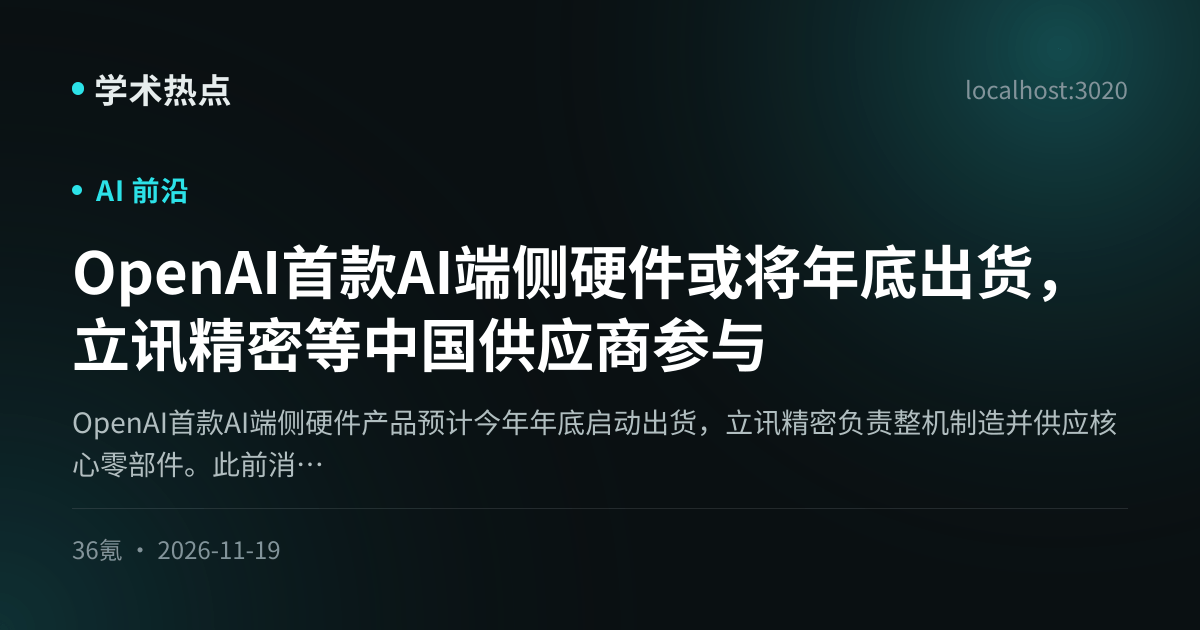 学术热点
localhost:3020
AI 前沿
OpenAI首款AI端侧硬件或将年底出货，
立讯精密等中国供应商参与
OpenAI首款AI端侧硬件产品预计今年年底启动出货，立讯精密负责整机制造并供应核
心零部件。此前消…
36氪 · 2026-11-19